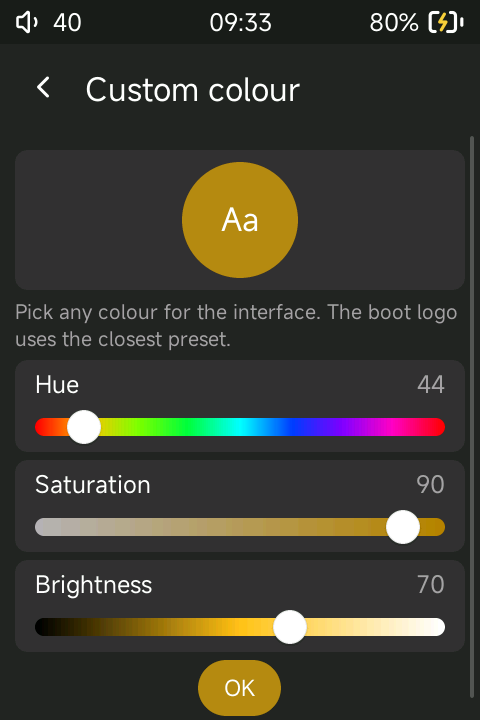 40
09:33
80%
Custom colour
Aa
Pick any colour for the interface. The boot logo
uses the closest preset.
Hue
44
Saturation
90
Brightness
70
OK